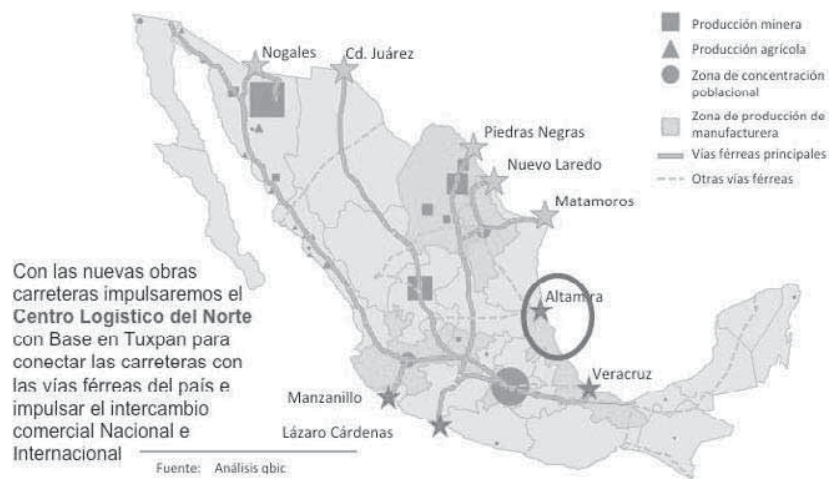 Producción minera
Producción agrícola
Zona de concentración
poblacional
Zona de producción de
manufacturera
Vías férreas principales
Otras vías férreas
Nogales
Cd. Juárez
Piedras Negras
Nuevo Laredo
Matamoros
Altamira
Veracruz
Manzanillo
Lázaro Cárdenas
Con las nuevas obras
carreteras impulsaremos el
Centro Logístico del Norte
con Base en Tuxpan para
conectar las carreteras con
las vías férreas del país e
impulsar el intercambio
comercial Nacional e
Internacional
Fuente: Análisis qbic